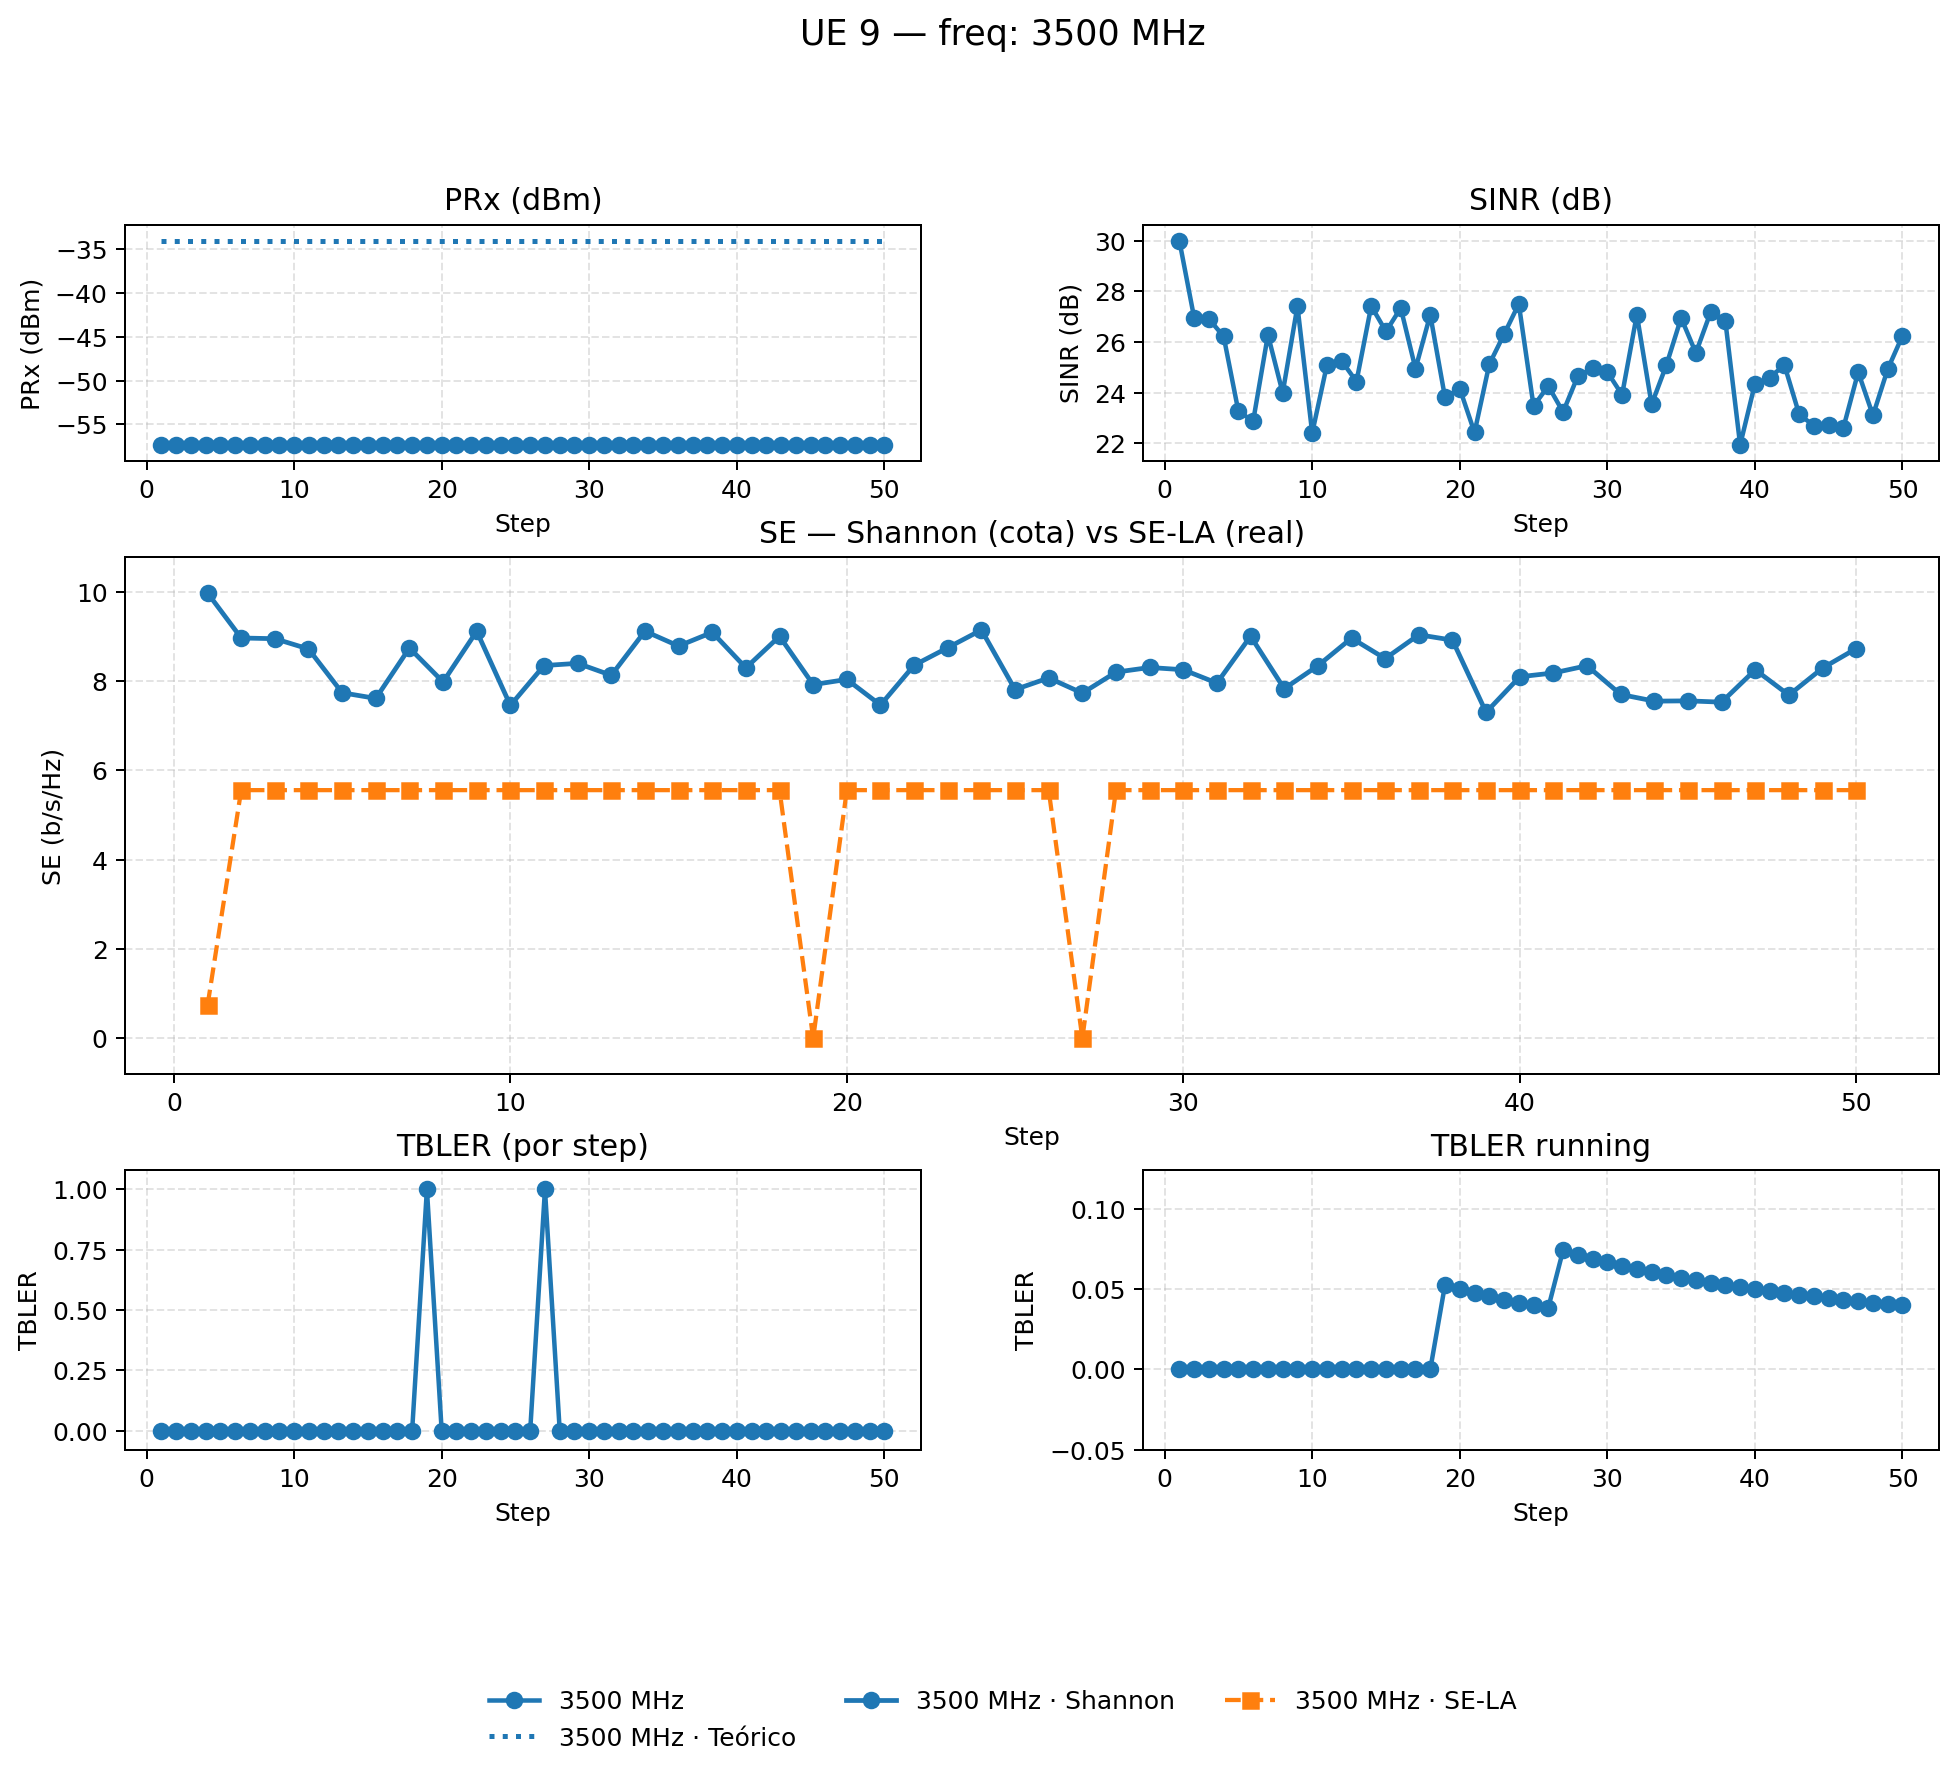 UE 9 — freq: 3500 MHz
PRx (dBm)
PRx (dBm)
−35
−40
−45
−50
−55
0 10 20 30 40 50
Step
SINR (dB)
SINR (dB)
30
28
26
24
22
0 10 20 30 40 50
Step
SE — Shannon (cota) vs SE-LA (real)
SE (b/s/Hz)
10
8
6
4
2
0
0 10 20 30 40 50
Step
TBLER (por step)
TBLER
1.00
0.75
0.50
0.25
0.00
0 10 20 30 40 50
Step
TBLER running
TBLER
0.10
0.05
0.00
−0.05
0 10 20 30 40 50
Step
3500 MHz
3500 MHz · Teórico
3500 MHz · Shannon
3500 MHz · SE-LA